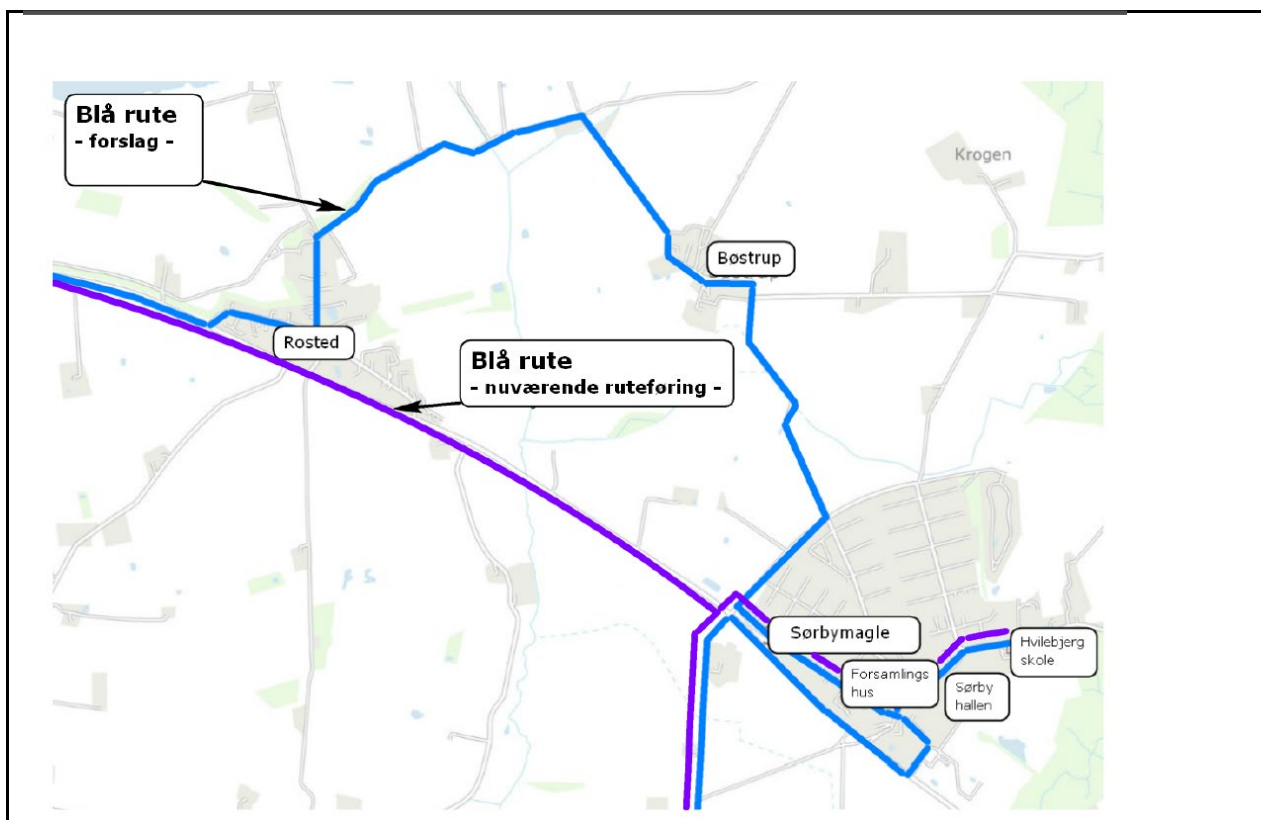 Blå rute
- forslag -
Krogen
Bøstrup
Rosted
Blå rute
- nuværende ruteføring -
Sørbymagle
Forsamlings
hus
Sørby
hallen
Hvilebjerg
skole